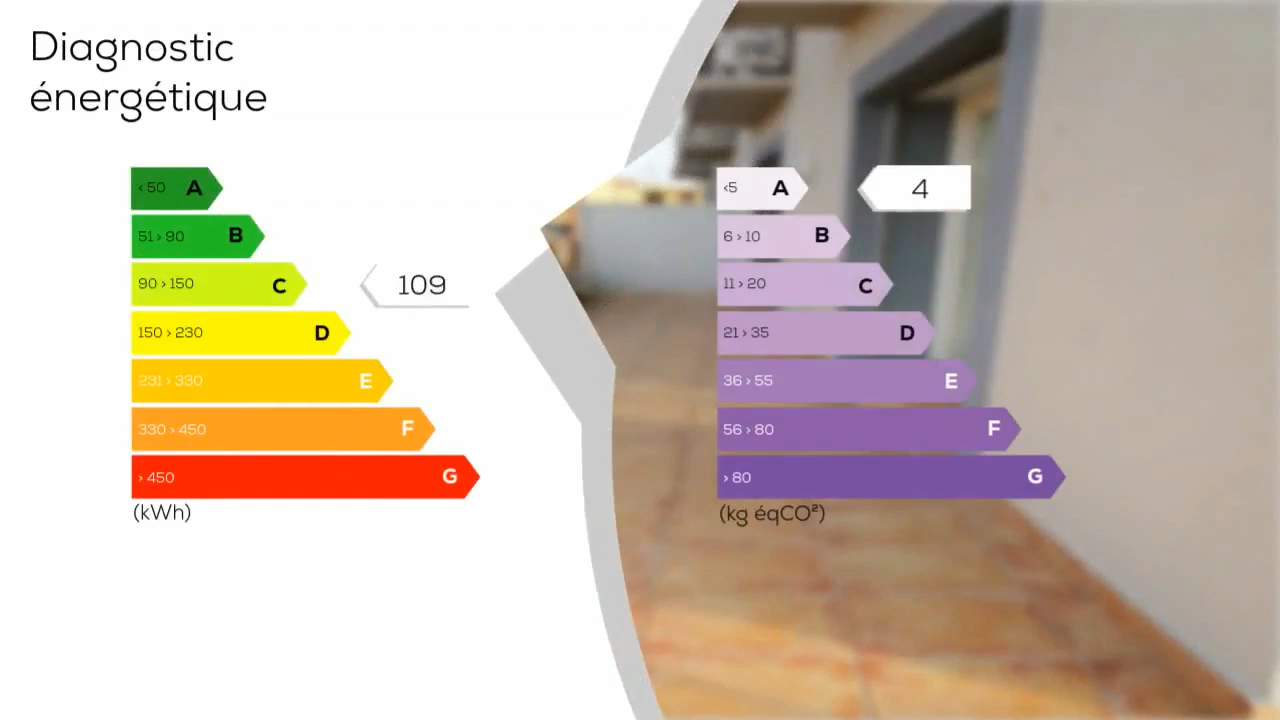 Diagnostic
énergétique
< 50 A
51 > 90 B
90 > 150 C
109
150 > 230 D
231 > 330 E
330 > 450 F
> 450 G
(kWh)
<5 A
4
6 > 10 B
11 > 20 C
21 > 35 D
36 > 55 E
56 > 80 F
> 80 G
(kg éqCO²)